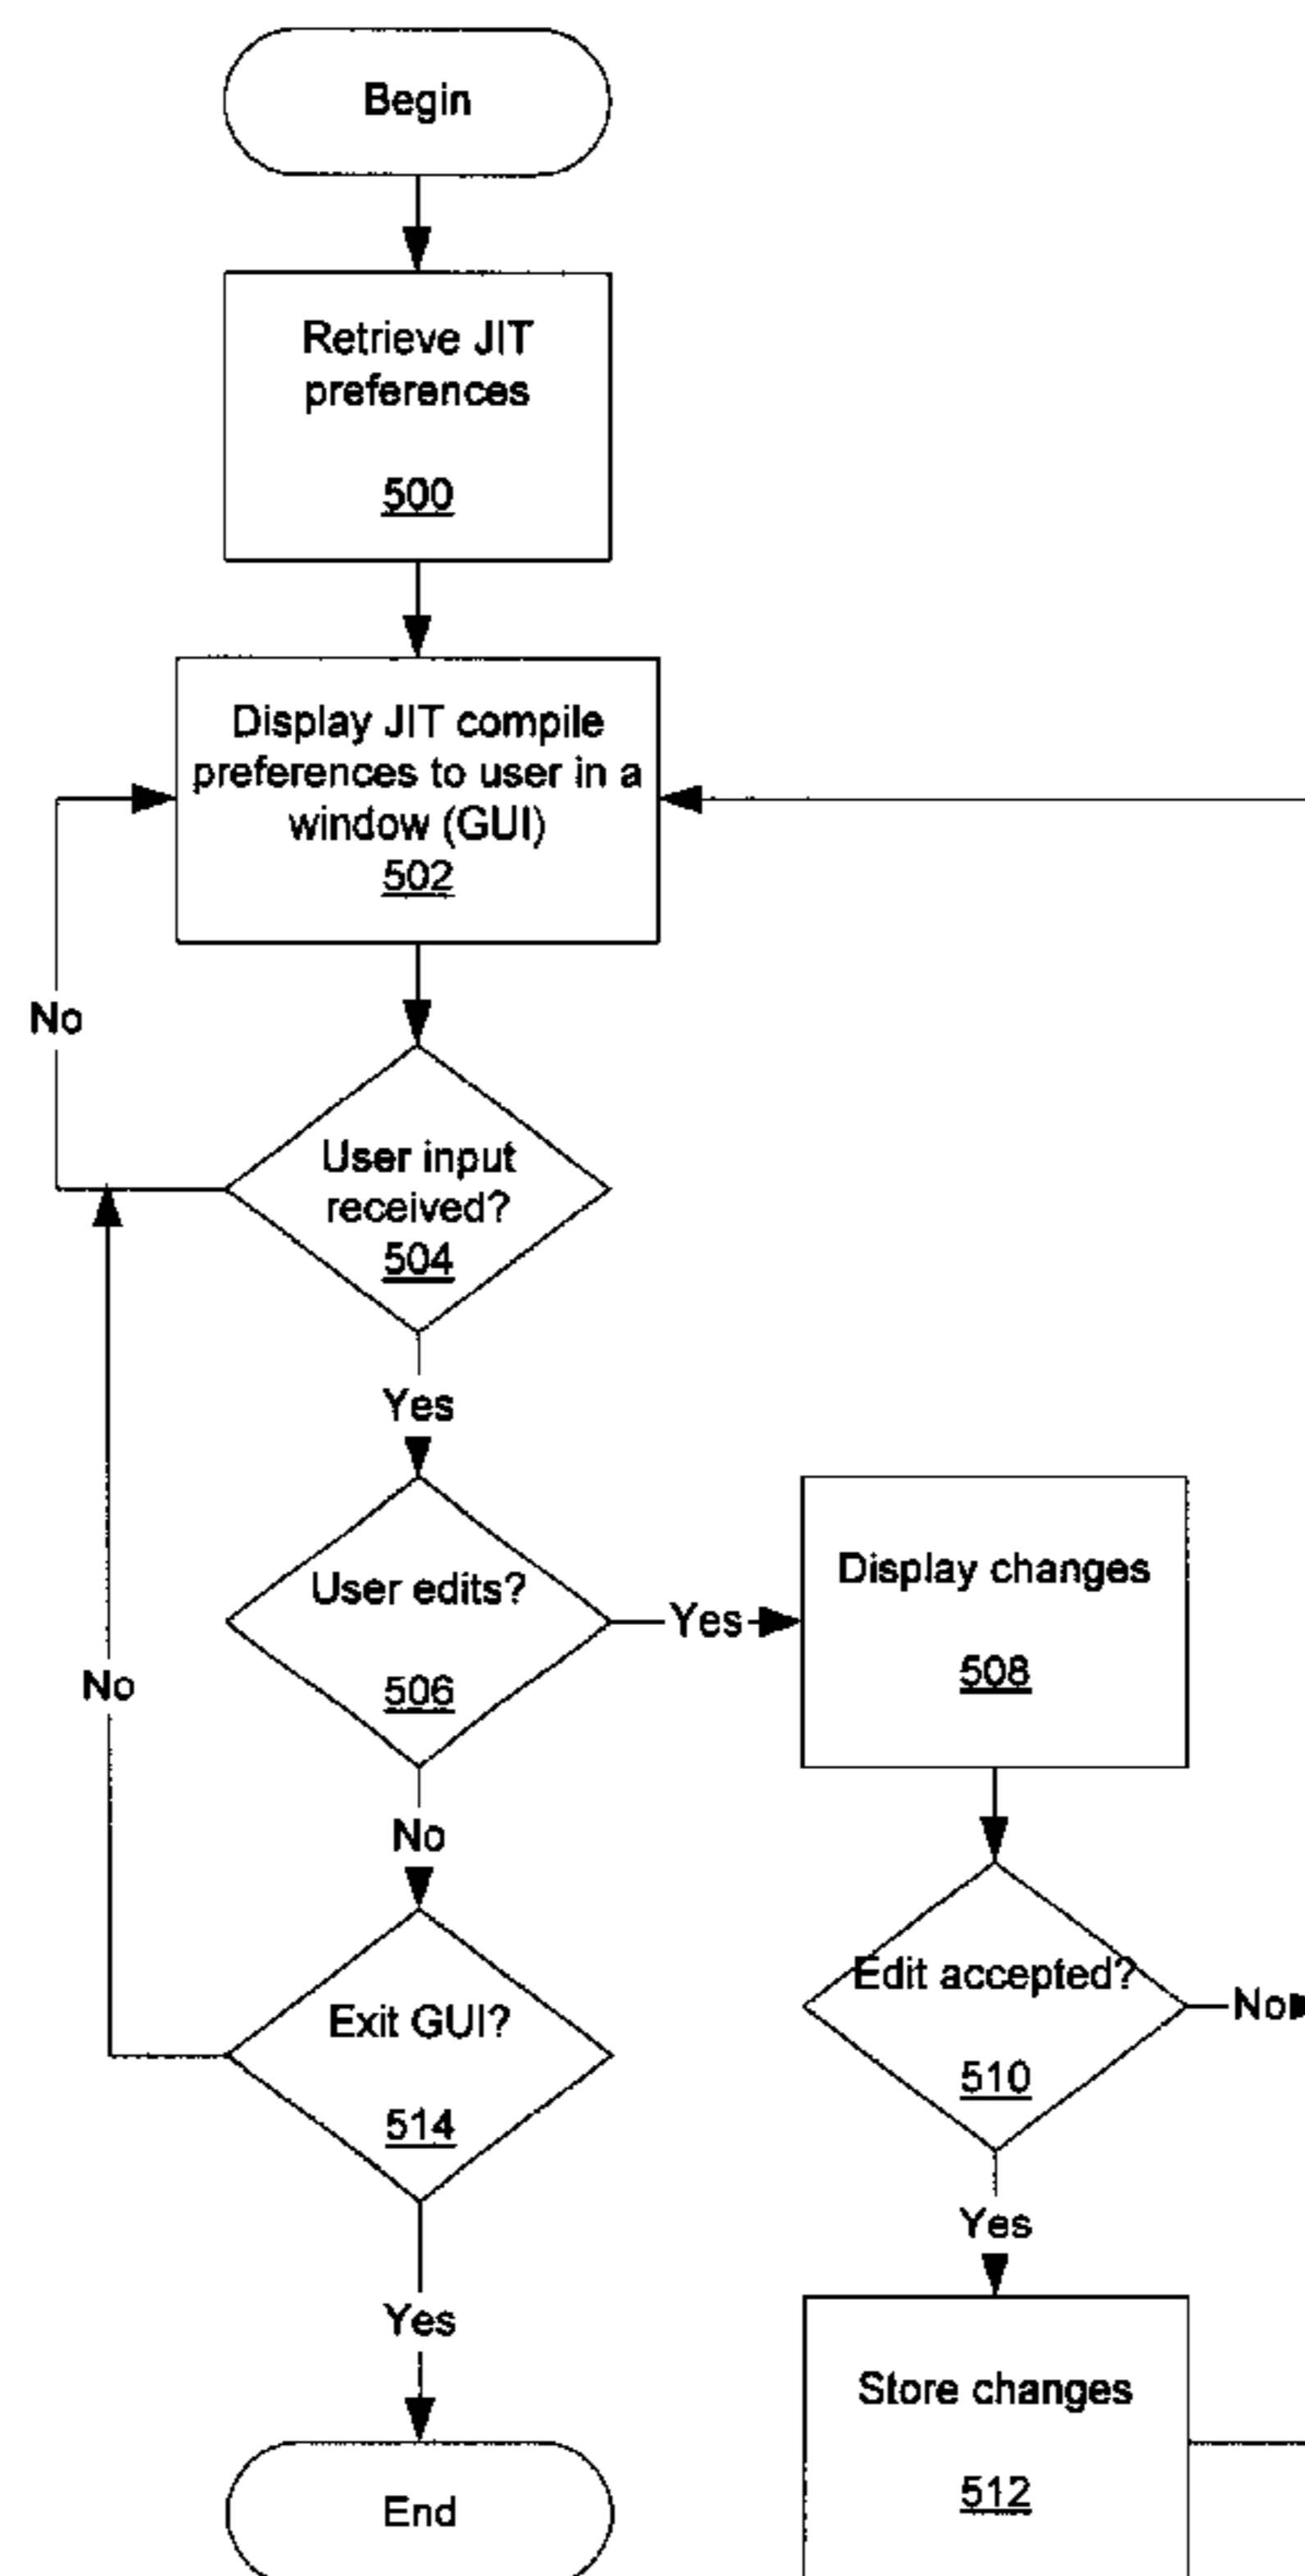 Begin
Retrieve JIT
preferences
500
Display JIT compile
preferences to user in a
window (GUI)
502
No
User input
received?
504
Yes
User edits?
506
Yes
Display changes
508
No
No
Edit accepted?
510
No
Exit GUI?
514
Yes
Yes
Store changes
512
End